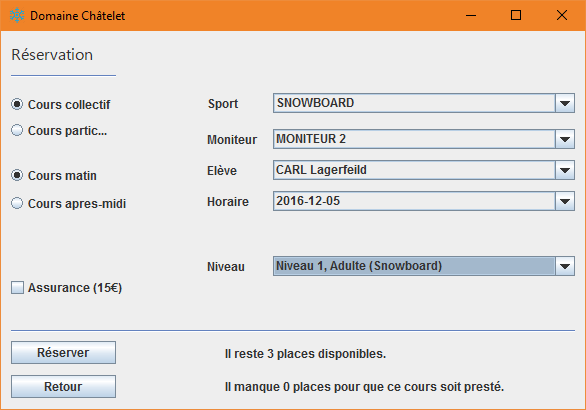 Domaine Châtelet
Réservation
Cours collectif
Sport
SNOWBOARD
Cours partic...
Moniteur
MONITEUR 2
Cours matin
Elève
CARL Lagerfeild
Cours apres-midi
Horaire
2016-12-05
Niveau
Niveau 1, Adulte (Snowboard)
Assurance (15€)
Réserver
Il reste 3 places disponibles.
Retour
Il manque 0 places pour que ce cours soit presté.